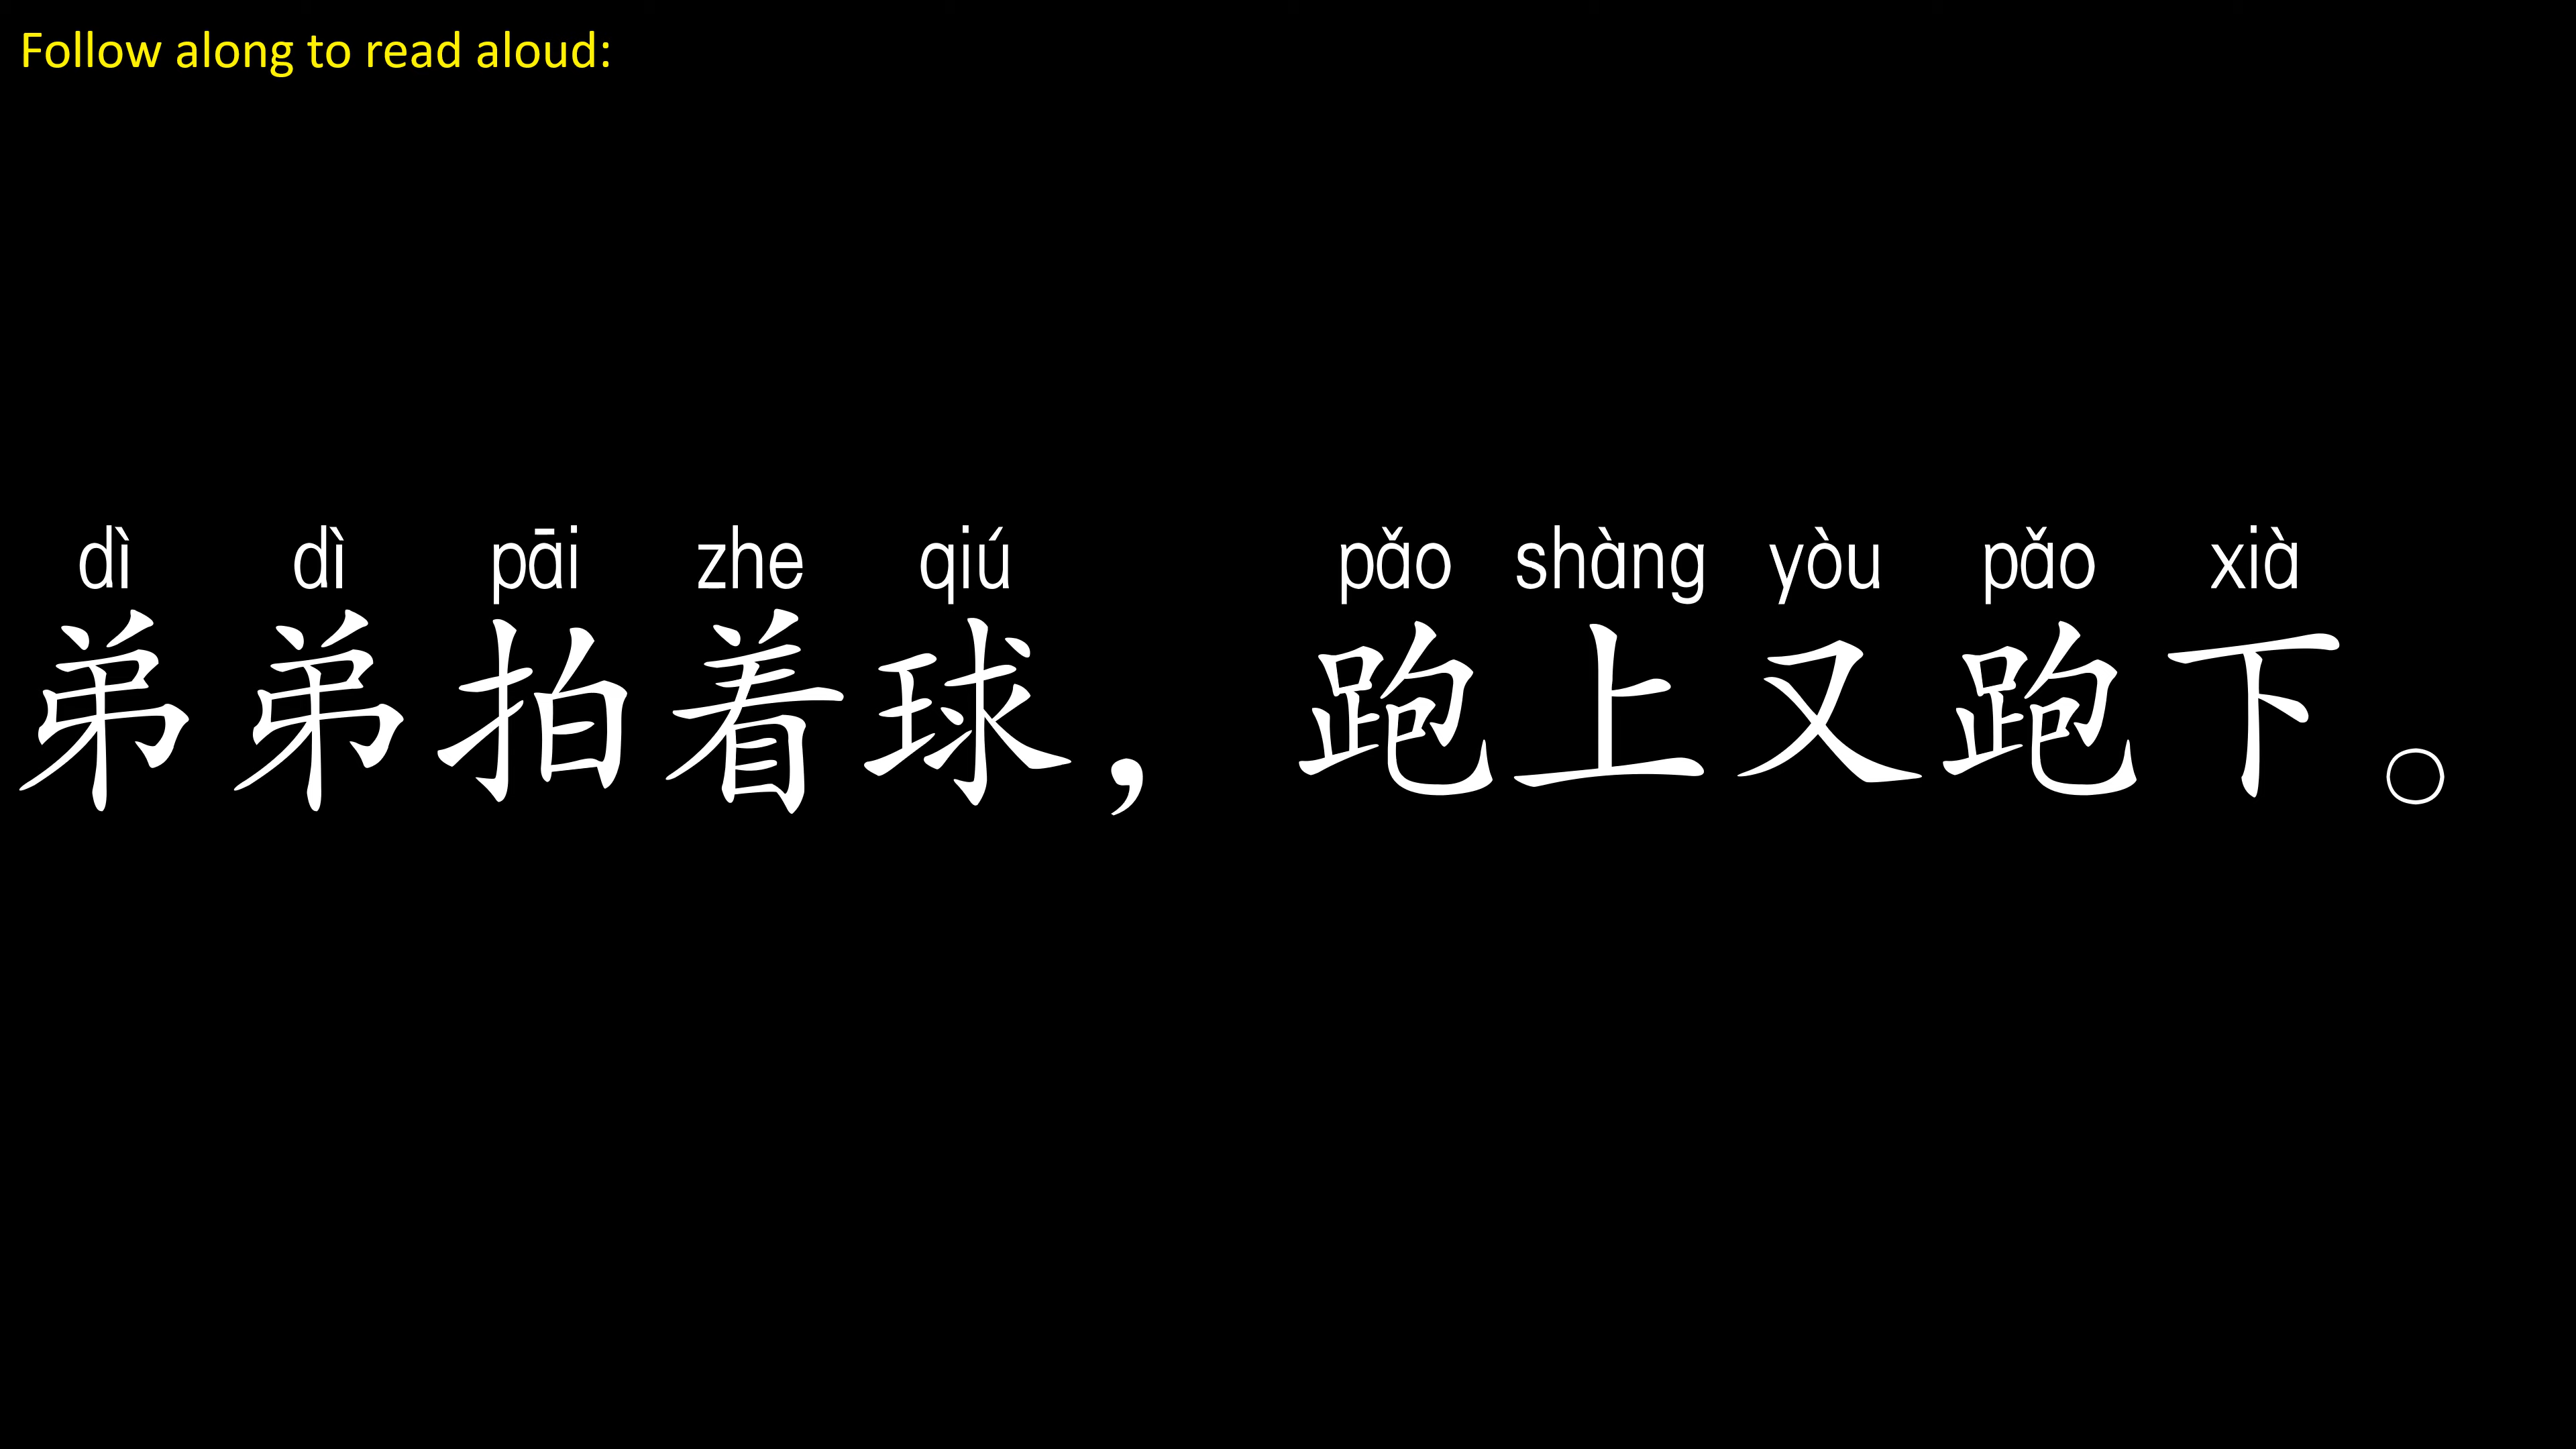 Follow along to read aloud:
dì dì pāi zhe qiú pǎo shàng yòu pǎo xià
弟弟拍着球，跑上又跑下。